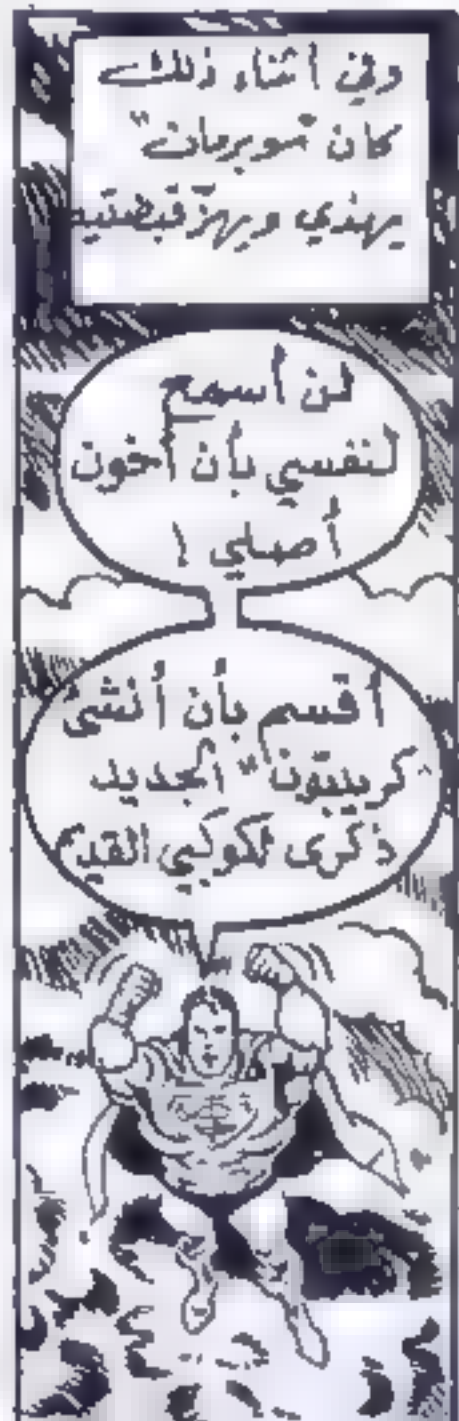 وفي أثناء ذلك
كان "سوبرمان"
يهذي ويهزّ قبضتيه
لن أسمح
لنفسي بأن أخون
أصلي !
أقسم بأن أنشئ
"كريبتون" الجديد
ذكرى لكوكبي القديم